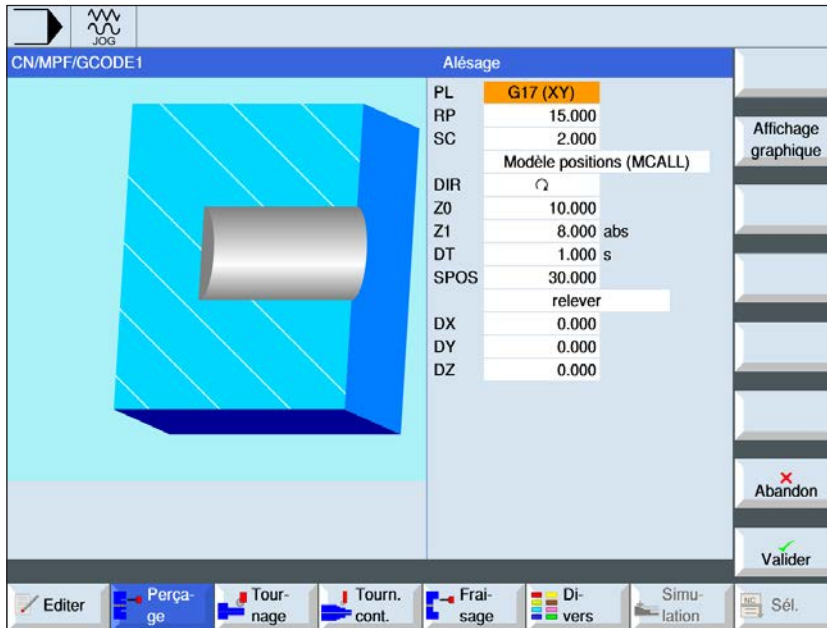 JOG
CN/MPF/GCODE1
Alésage
PL G17 (XY)
RP 15.000
SC 2.000
Modèle positions (MCALL)
DIR
Z0 10.000
Z1 8.000 abs
DT 1.000 s
SPOS 30.000
relever
DX 0.000
DY 0.000
DZ 0.000
Affichage
graphique
Abandon
Valider
Editer
Perça-
ge
Tour-
nage
Tourn.
cont.
Frai-
sage
Di-
vers
Simu-
lation
NC
Sél.